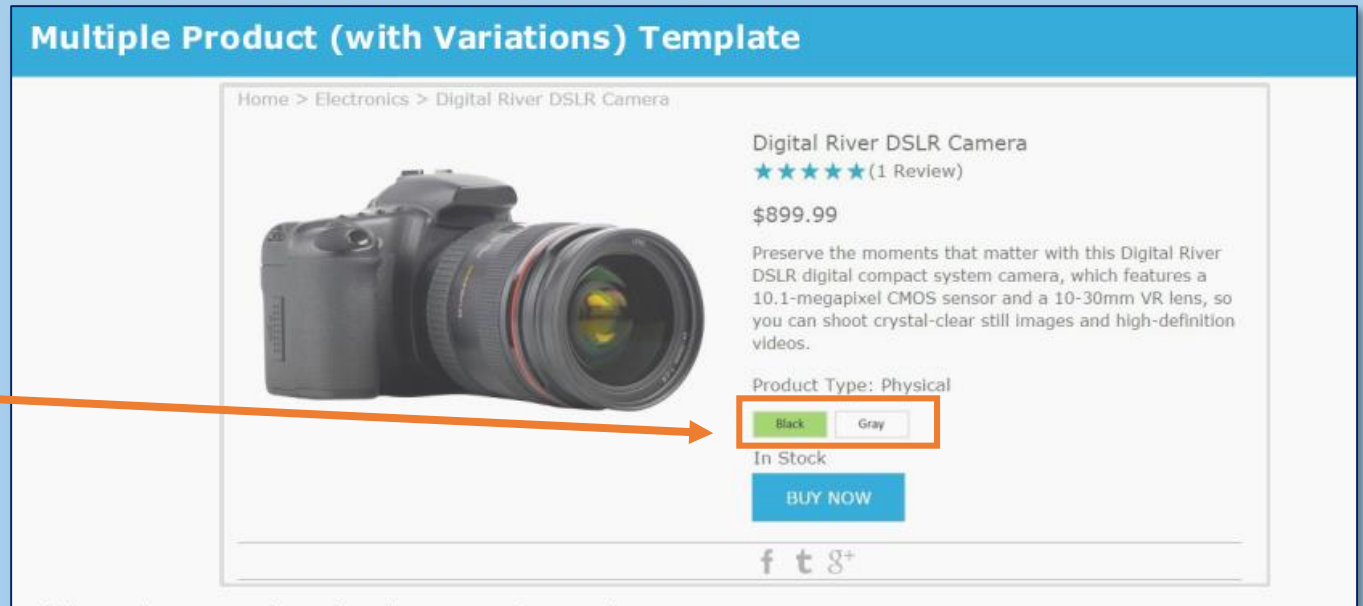 Multiple Product (with Variations) Template
Home > Electronics > Digital River DSLR Camera
Digital River DSLR Camera
(1 Review)
$899.99
Preserve the moments that matter with this Digital River
DSLR digital compact system camera, which features a
10.1-megapixel CMOS sensor and a 10-30mm VR lens, so
you can shoot crystal-clear still images and high-definition
videos.
Product Type: Physical
Black Gray
In Stock
BUY NOW
f t g+